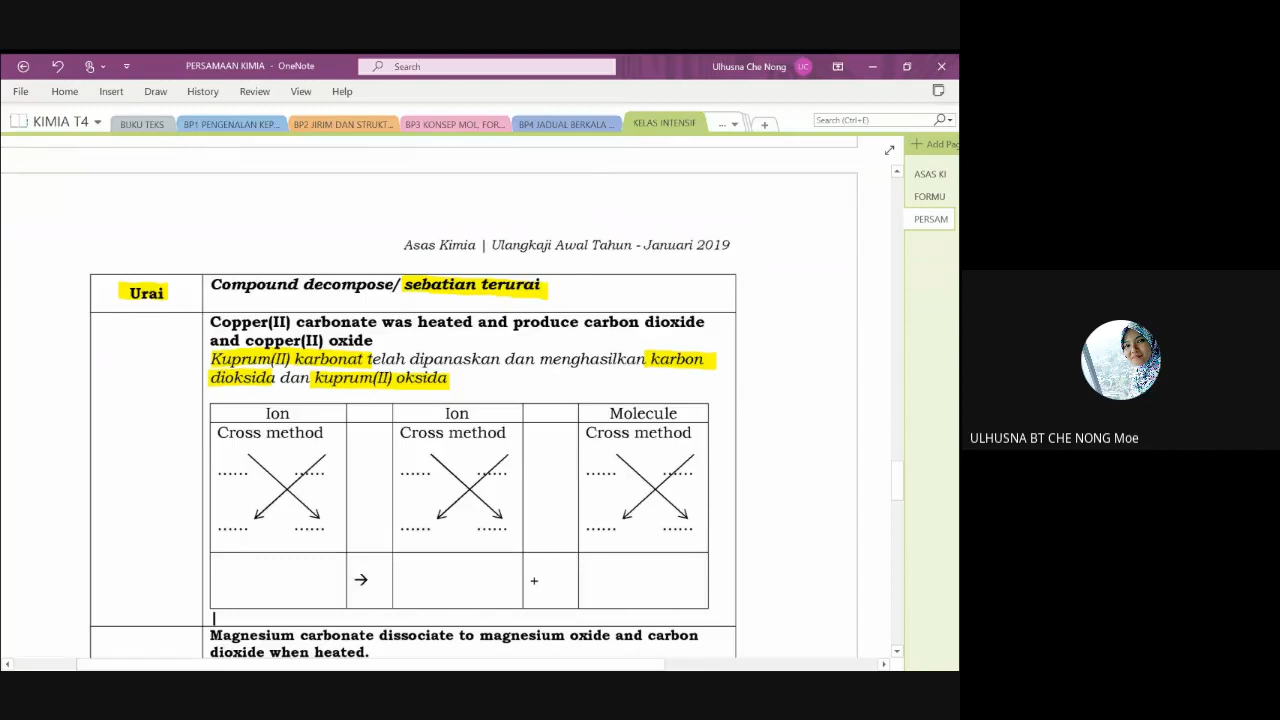 PERSAMAAN KIMIA - OneNote
Search
Ulhusna Che Nong
UC
File
Home
Insert
Draw
History
Review
View
Help
KIMIA T4
BUKU TEKS
BP1 PENGENALAN KEP...
BP2 JIRIM DAN STRUKT...
BP3 KONSEP MOL, FOR...
BP4 JADUAL BERKALA ...
KELAS INTENSIF
...
Search (Ctrl+E)
Add Pag
ASAS KI
FORMU
PERSAM
Asas Kimia | Ulangkaji Awal Tahun - Januari 2019
Urai
Compound decompose/ sebatian terurai
Copper(II) carbonate was heated and produce carbon dioxide
and copper(II) oxide
Kuprum(II) karbonat telah dipanaskan dan menghasilkan karbon
dioksida dan kuprum(II) oksida
Ion
Ion
Molecule
Cross method
Cross method
Cross method
...... ......
...... ......
...... ......
...... ......
...... ......
...... ......
→
+
Magnesium carbonate dissociate to magnesium oxide and carbon
dioxide when heated.
ULHUSNA BT CHE NONG Moe